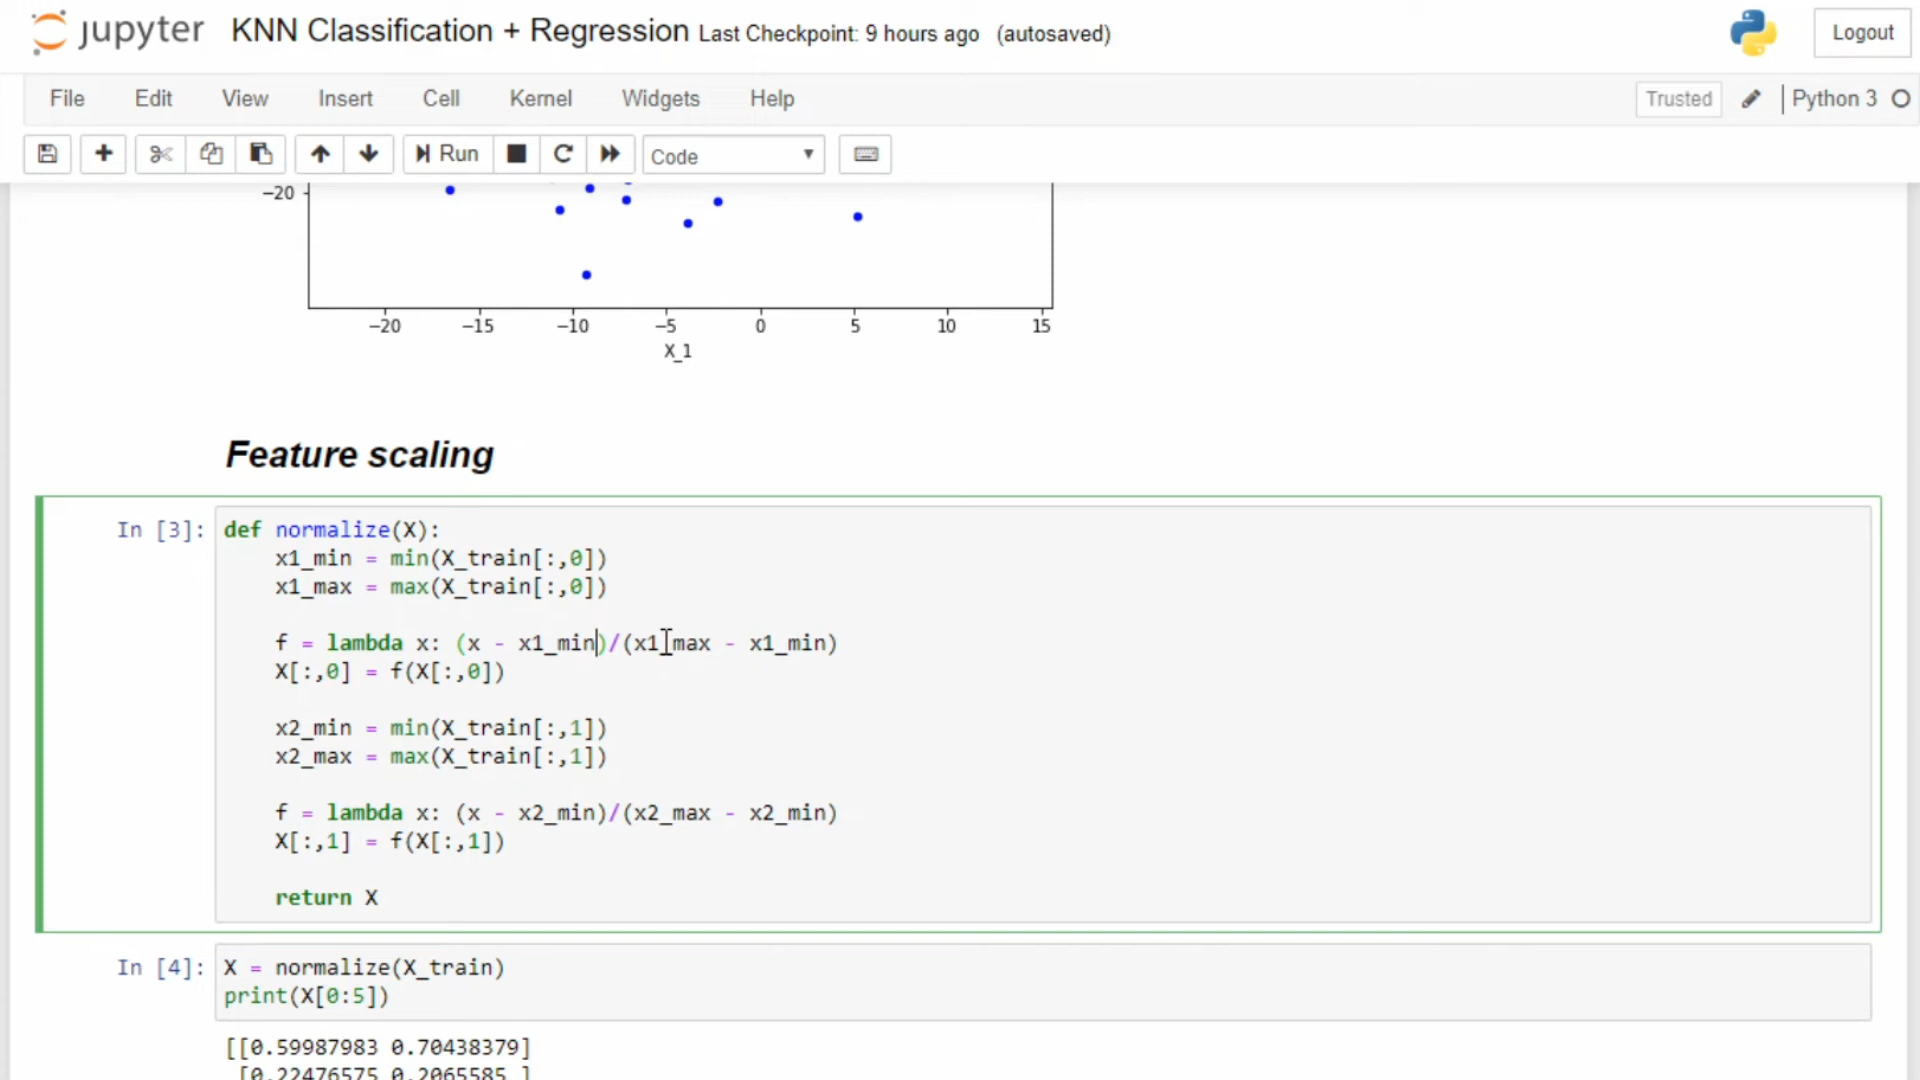 jupyter KNN Classification + Regression Last Checkpoint: 9 hours ago (autosaved) Logout
File Edit View Insert Cell Kernel Widgets Help Trusted Python 3
Run Code
−20
−20 −15 −10 −5 0 5 10 15
X_1
Feature scaling
In [3]: def normalize(X):
x1_min = min(X_train[:,0])
x1_max = max(X_train[:,0])
f = lambda x: (x - x1_min)/(x1_max - x1_min)
X[:,0] = f(X[:,0])
x2_min = min(X_train[:,1])
x2_max = max(X_train[:,1])
f = lambda x: (x - x2_min)/(x2_max - x2_min)
X[:,1] = f(X[:,1])
return X
In [4]: X = normalize(X_train)
print(X[0:5])
[[0.59987983 0.70438379]
[0.22476575 0.2065585 ]